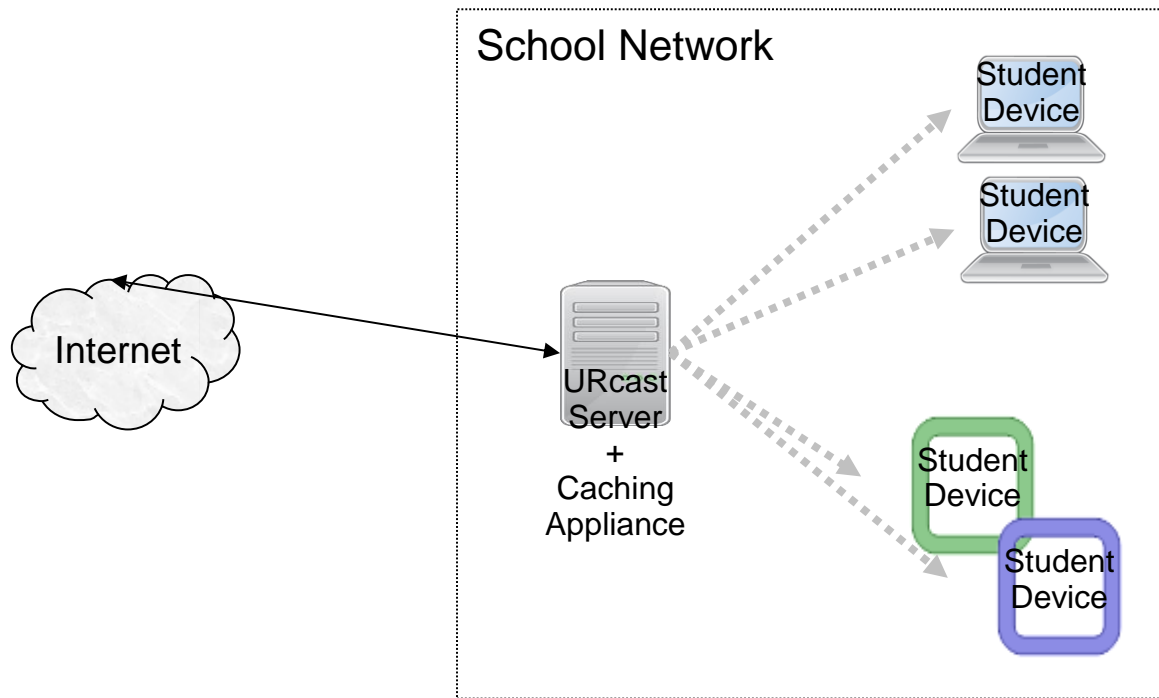 School Network
Student
Device
Student
Device
Internet
URcast
Server
+
Caching
Appliance
Student
Device
Student
Device